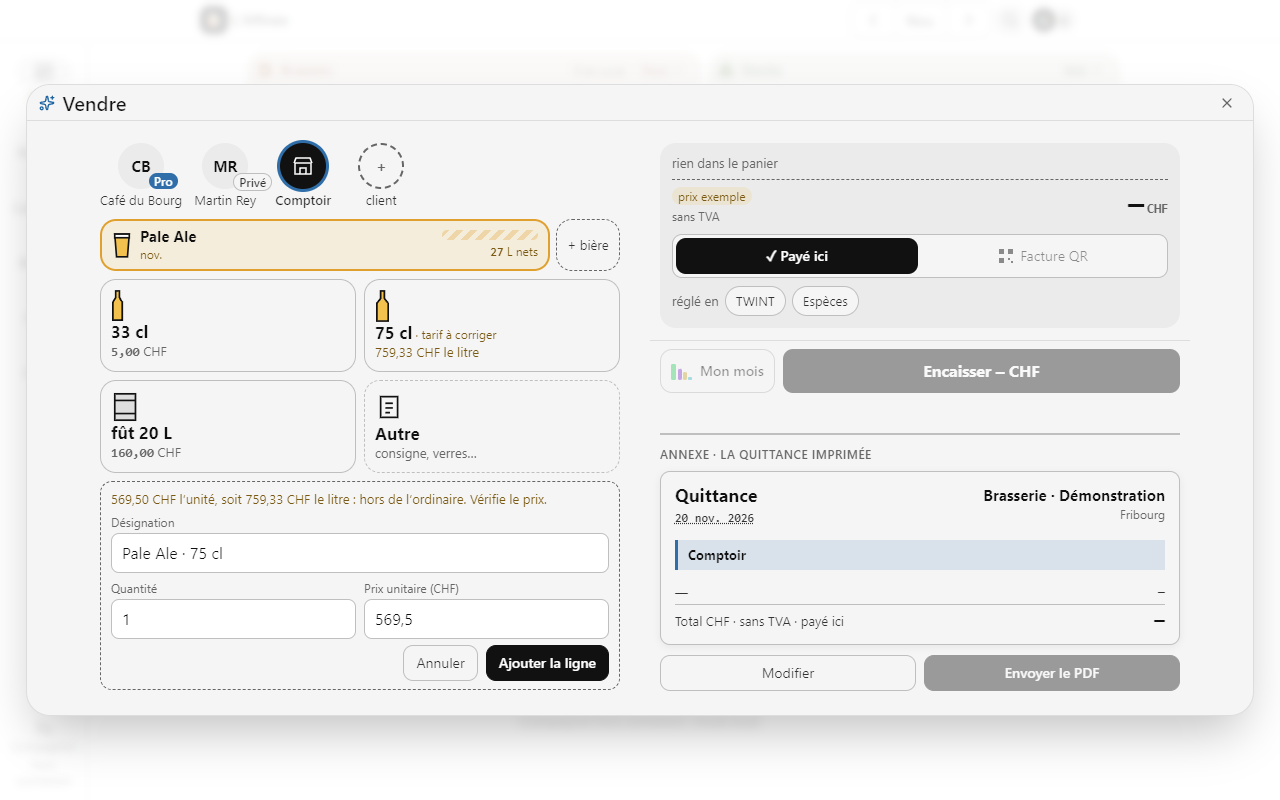 Vendre
CB
Pro
Café du Bourg
MR
Privé
Martin Rey
Comptoir
+
client
Pale Ale
nov.
27 L nets
+ bière
33 cl
5,00 CHF
75 cl · tarif à corriger
759,33 CHF le litre
fût 20 L
160,00 CHF
Autre
consigne, verres…
569,50 CHF l’unité, soit 759,33 CHF le litre : hors de l’ordinaire. Vérifie le prix.
Désignation
Pale Ale · 75 cl
Quantité
Prix unitaire (CHF)
1
569,5
Annuler
Ajouter la ligne
rien dans le panier
prix exemple
sans TVA
— CHF
✓ Payé ici
Facture QR
réglé en
TWINT
Espèces
Mon mois
Encaisser – CHF
ANNEXE · LA QUITTANCE IMPRIMÉE
Quittance
Brasserie · Démonstration
20 nov. 2026
Fribourg
Comptoir
— –
Total CHF · sans TVA · payé ici –
Modifier
Envoyer le PDF